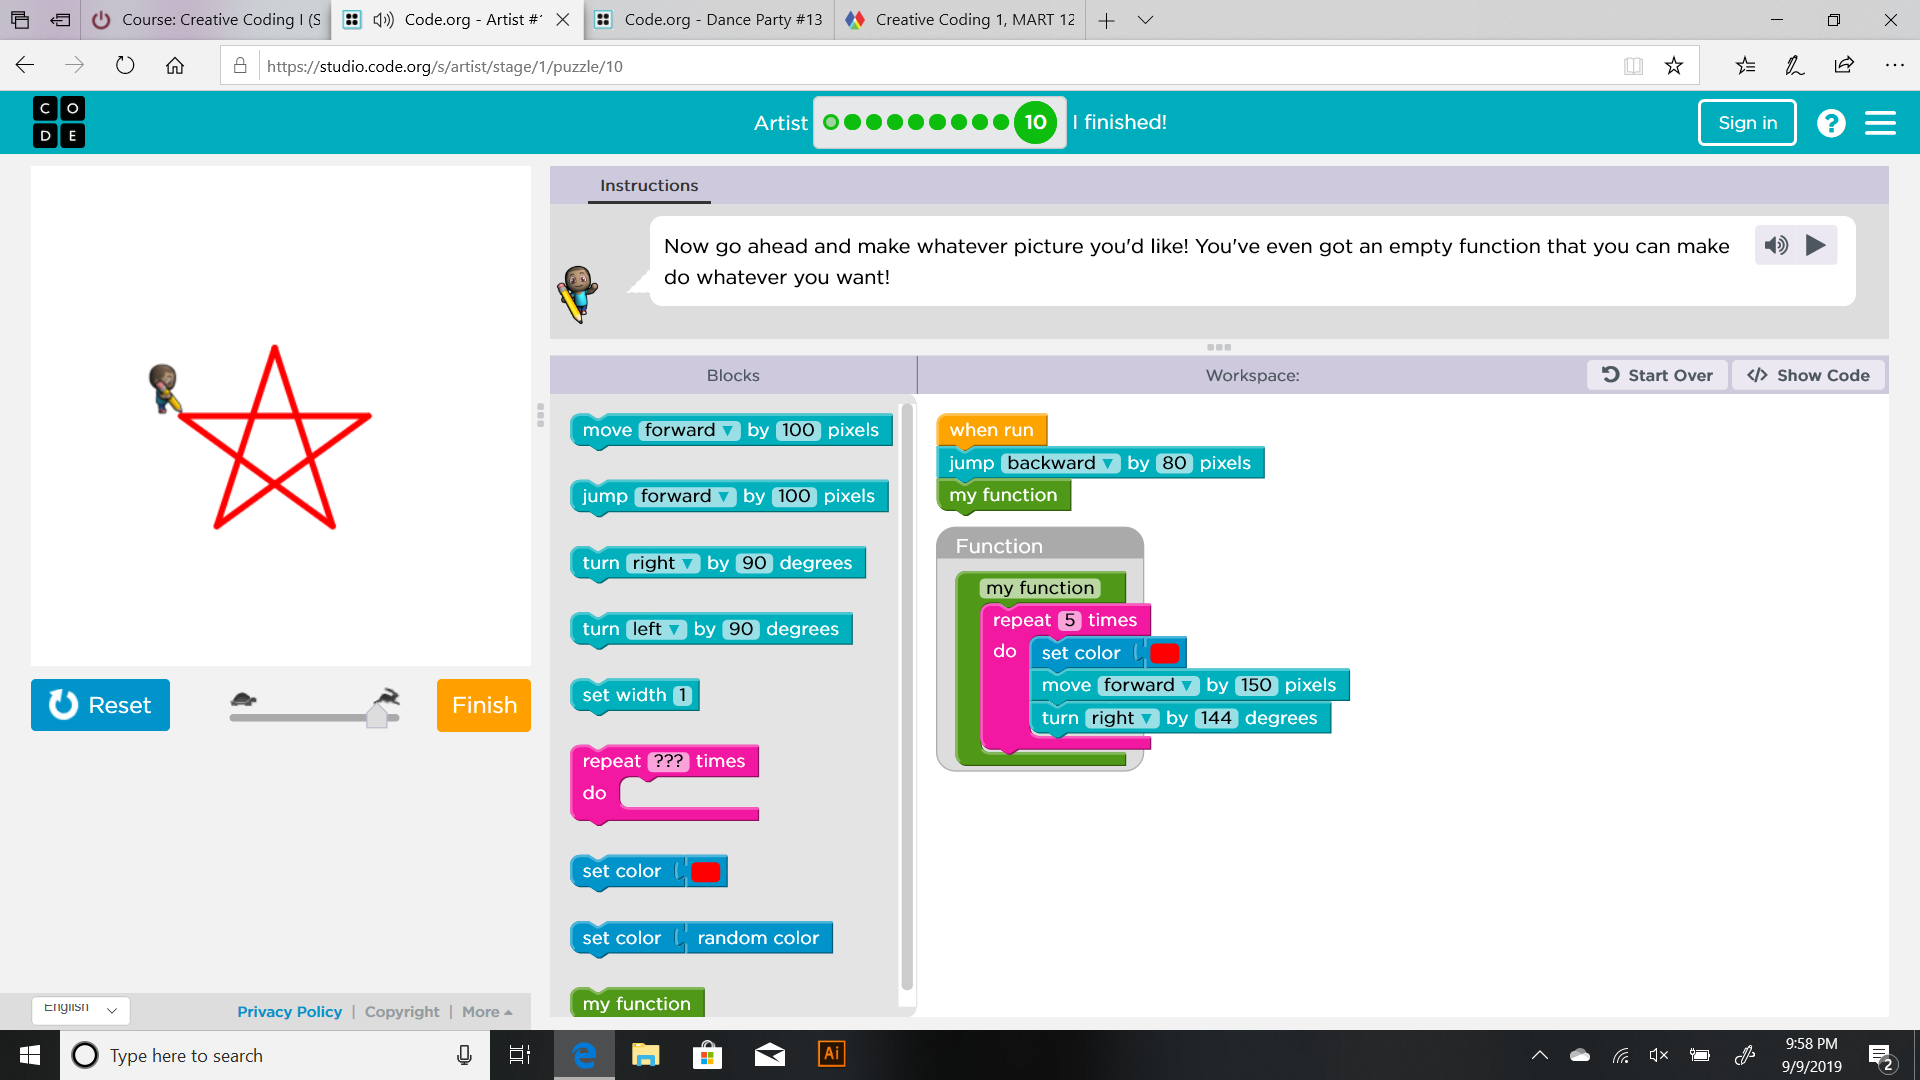 Course: Creative Coding I (S
Code.org - Artist #1
Code.org - Dance Party #13
Creative Coding 1, MART 12
https://studio.code.org/s/artist/stage/1/puzzle/10
C O
D E
Artist
10
I finished!
Sign in
?
Instructions
Now go ahead and make whatever picture you'd like! You've even got an empty function that you can make
do whatever you want!
Blocks
Workspace:
Start Over
</> Show Code
move forward by 100 pixels
jump forward by 100 pixels
turn right by 90 degrees
turn left by 90 degrees
set width 1
repeat ??? times
do
set color
set color random color
my function
when run
jump backward by 80 pixels
my function
Function
my function
repeat 5 times
do set color
move forward by 150 pixels
turn right by 144 degrees
Reset
Finish
English
Privacy Policy | Copyright | More
Type here to search
Ai
9:58 PM
9/9/2019
2